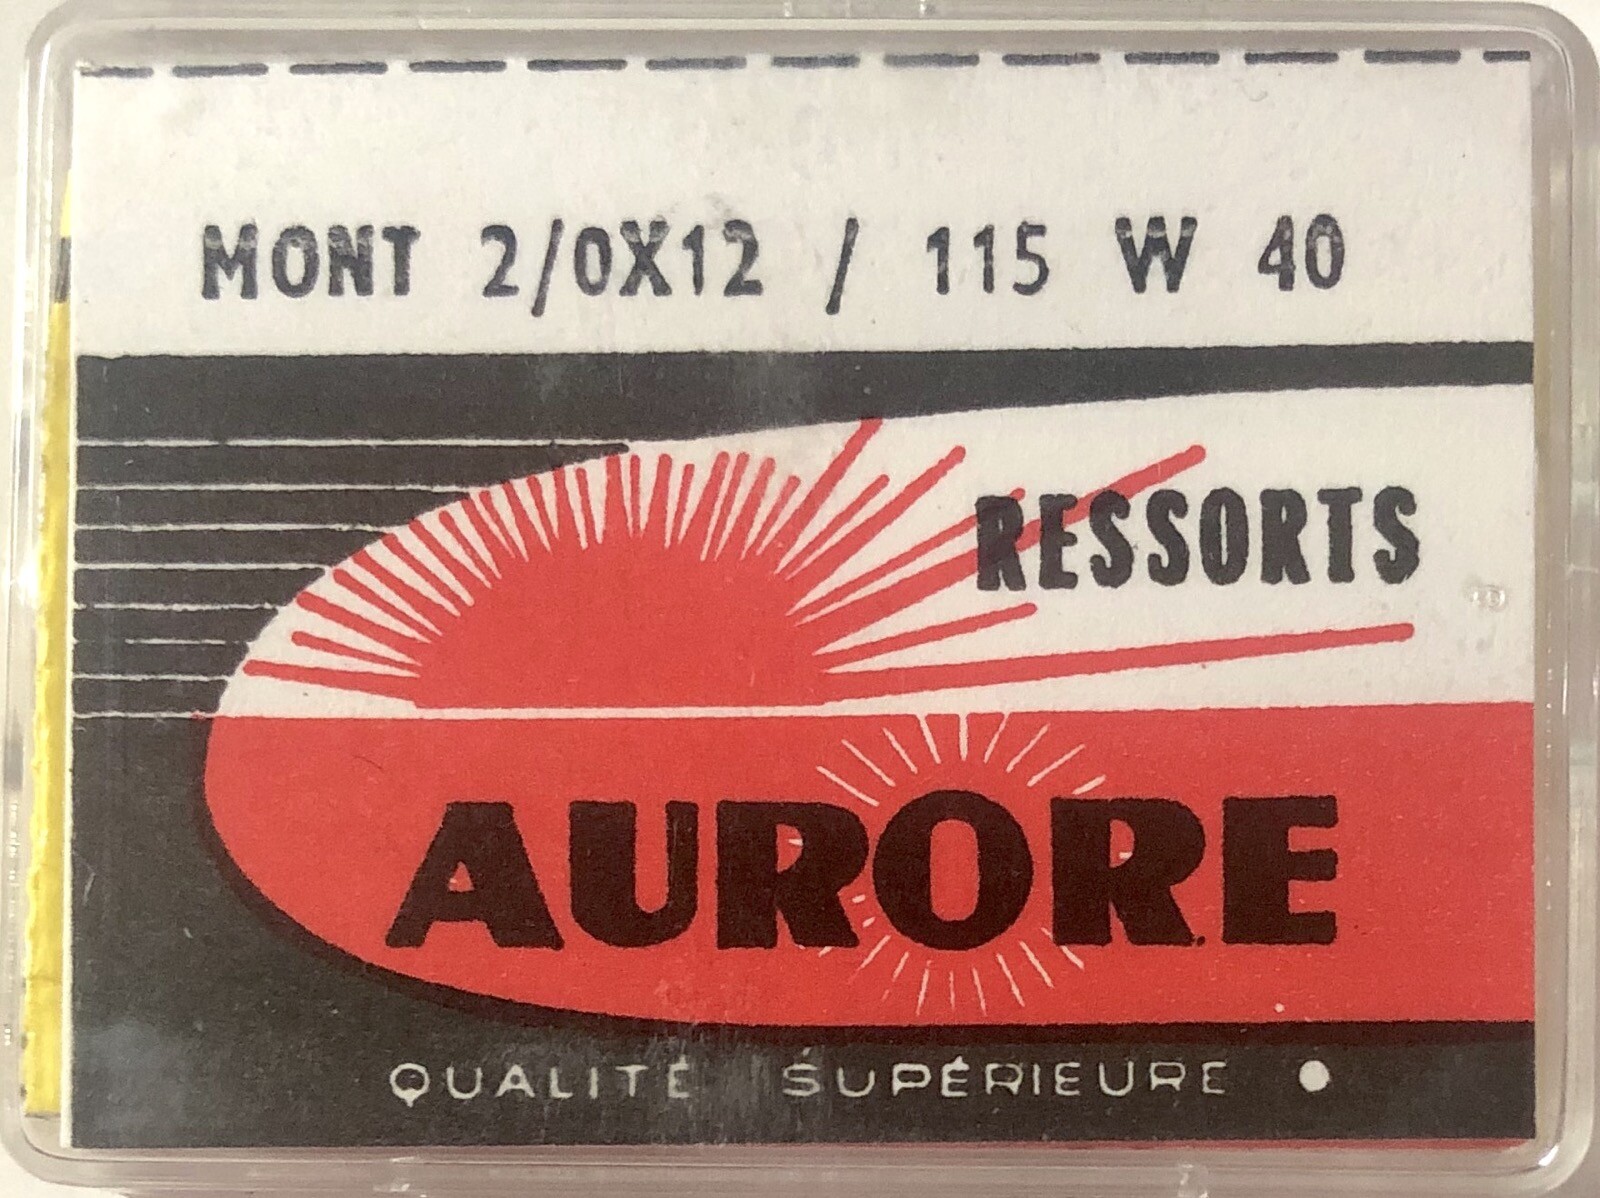 MONT 2/0X12 / 115 W 40
RESSORTS
AURORE
QUALITÉ SUPÉRIEURE